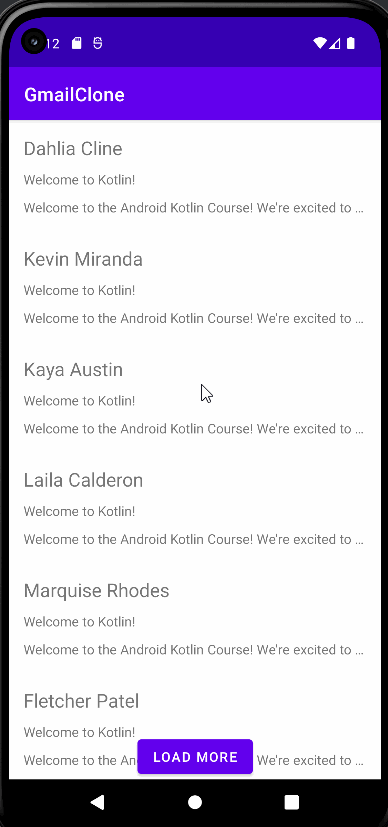 12
GmailClone
Dahlia Cline
Welcome to Kotlin!
Welcome to the Android Kotlin Course! We're excited to ...
Kevin Miranda
Welcome to Kotlin!
Welcome to the Android Kotlin Course! We're excited to ...
Kaya Austin
Welcome to Kotlin!
Welcome to the Android Kotlin Course! We're excited to ...
Laila Calderon
Welcome to Kotlin!
Welcome to the Android Kotlin Course! We're excited to ...
Marquise Rhodes
Welcome to Kotlin!
Welcome to the Android Kotlin Course! We're excited to ...
Fletcher Patel
Welcome to Kotlin!
Welcome to the LOAD MORE Course! We're excited to ...